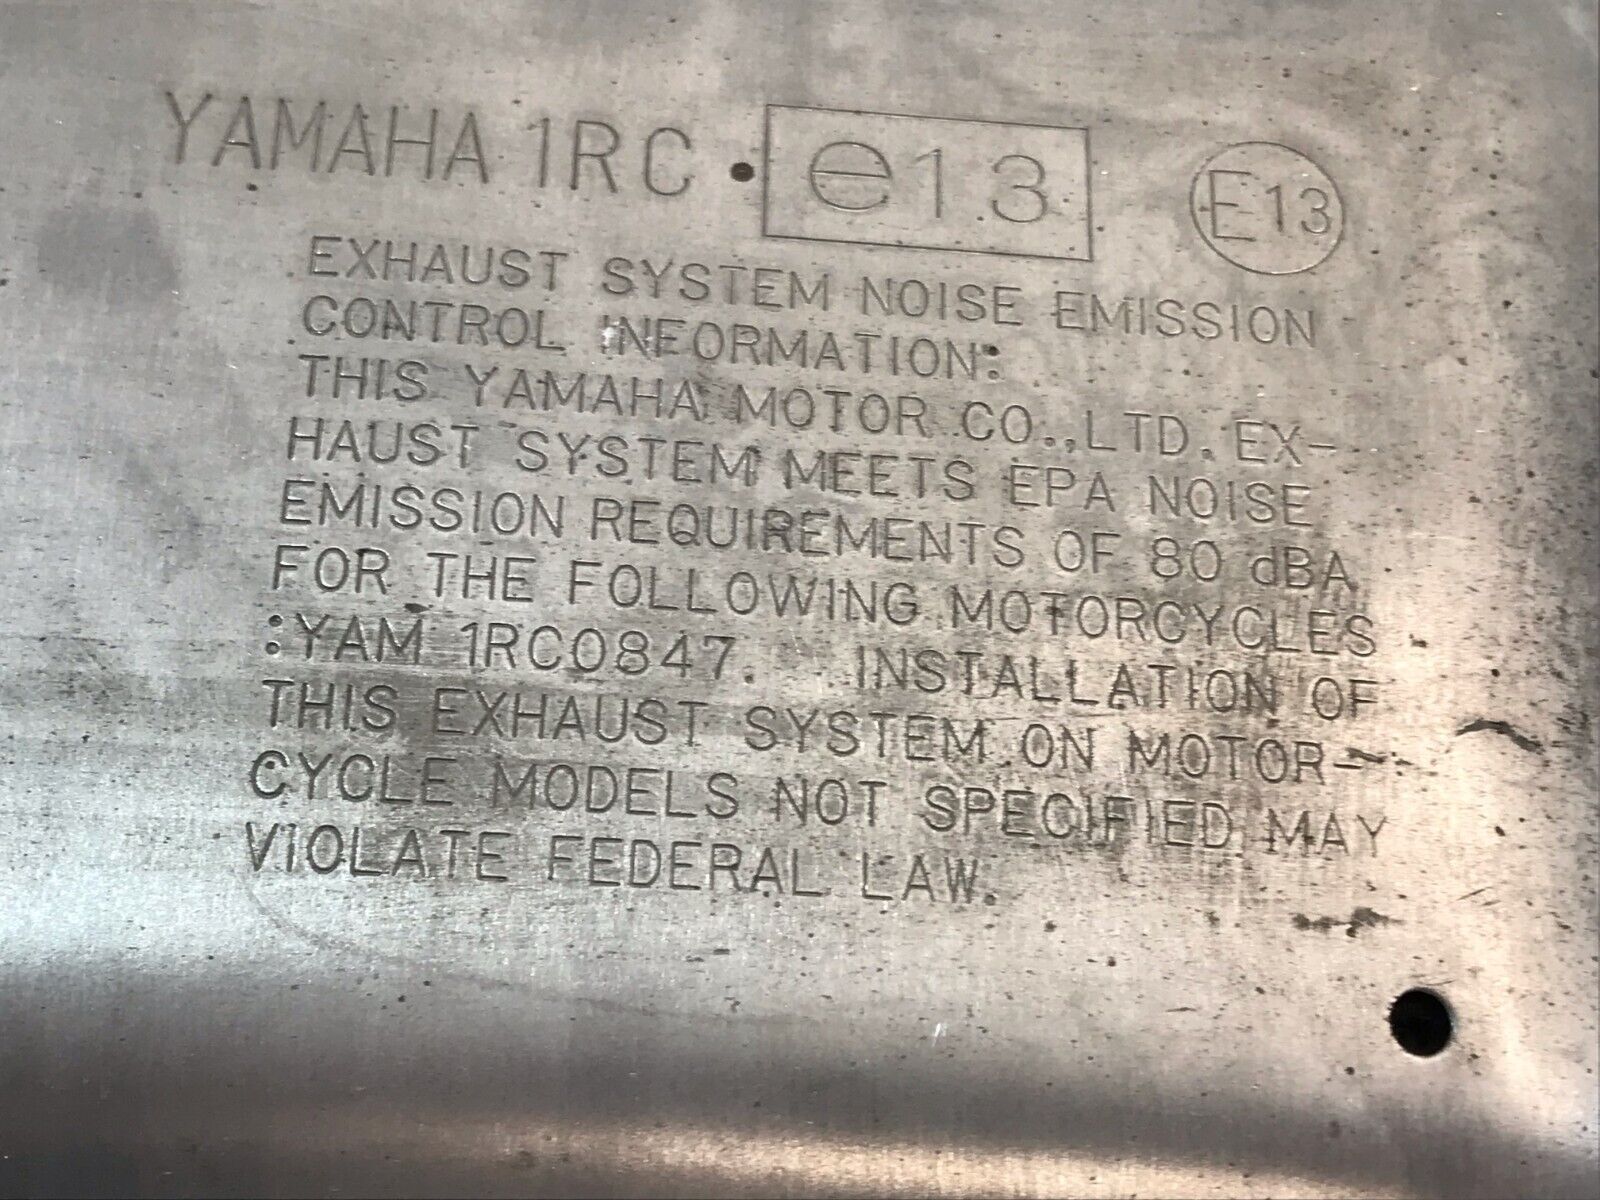 YAMAHA 1RC • e13 E13
EXHAUST SYSTEM NOISE EMISSION
CONTROL INFORMATION:
THIS YAMAHA MOTOR CO.,LTD. EX-
HAUST SYSTEM MEETS EPA NOISE
EMISSION REQUIREMENTS OF 80 dBA
FOR THE FOLLOWING MOTORCYCLES
:YAM 1RC0847. INSTALLATION OF
THIS EXHAUST SYSTEM ON MOTOR-
CYCLE MODELS NOT SPECIFIED MAY
VIOLATE FEDERAL LAW.